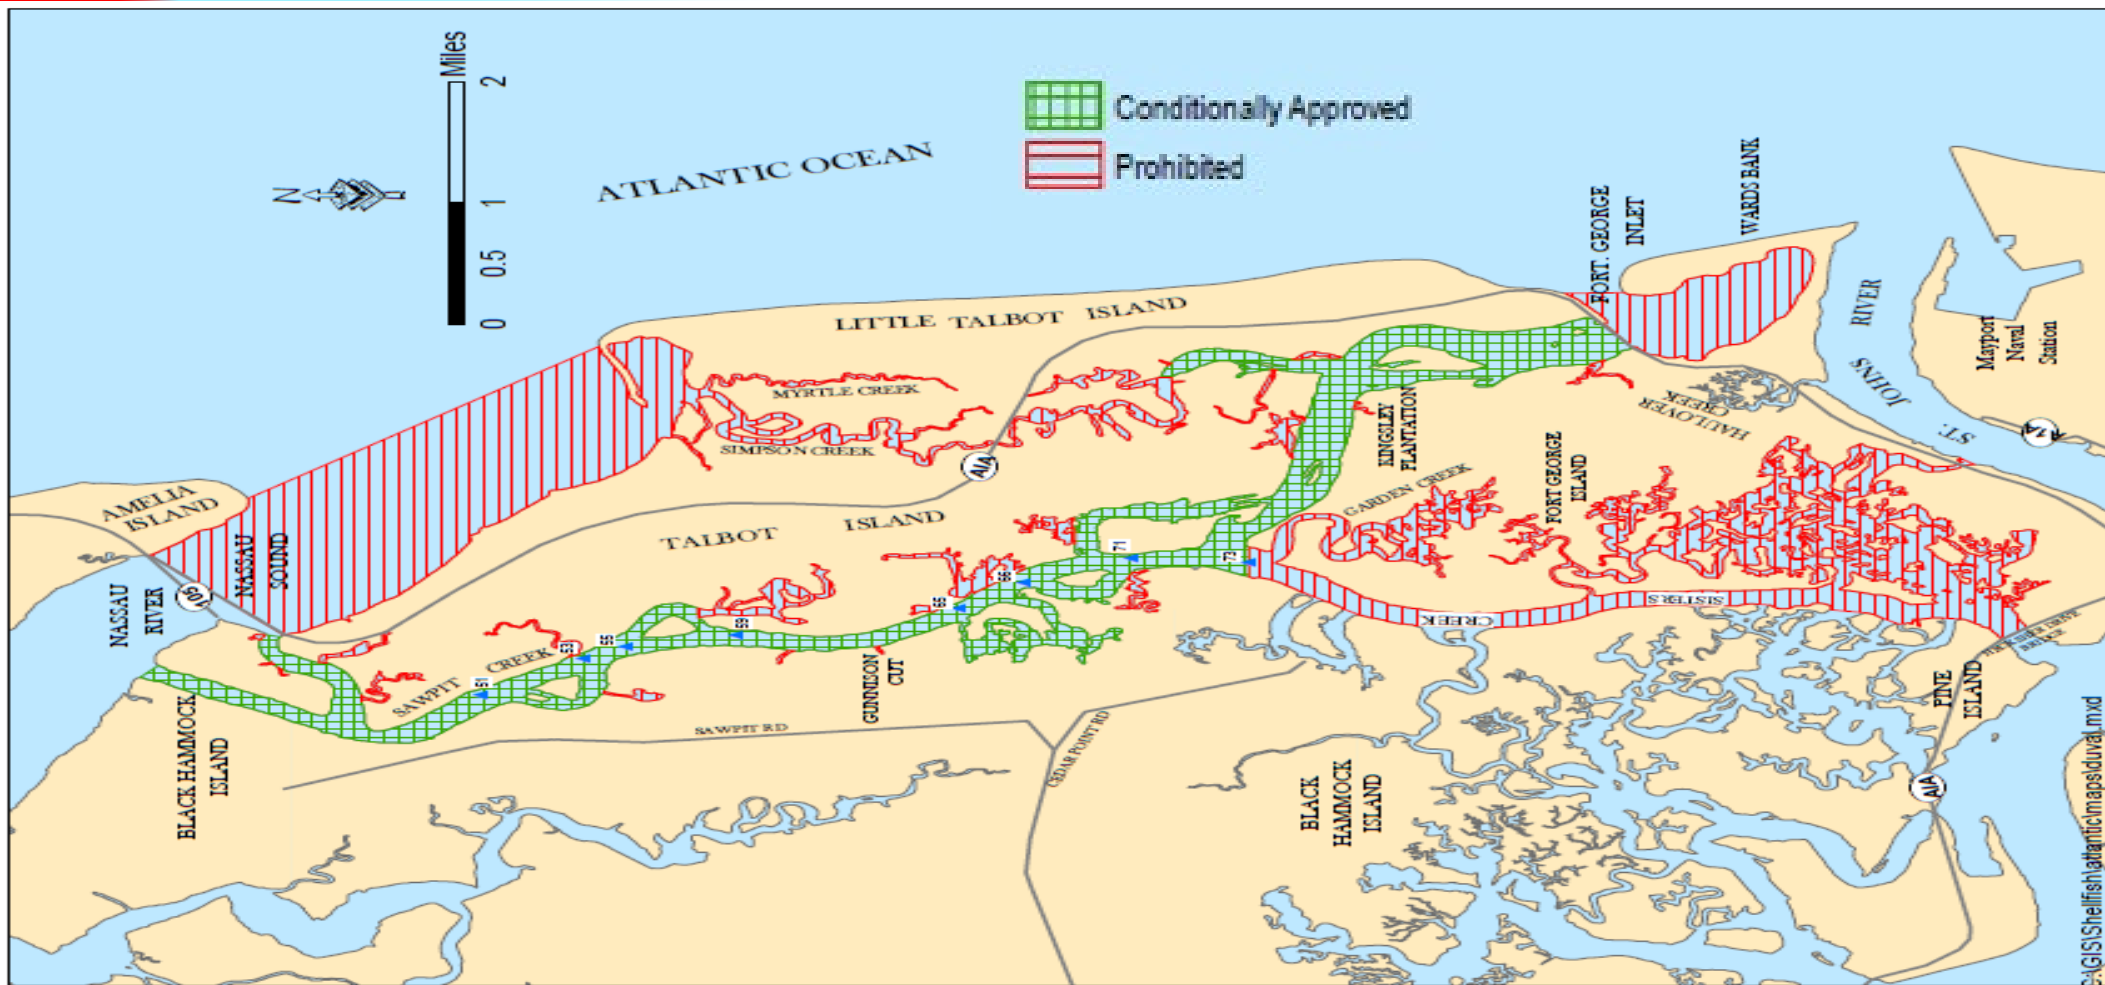 Miles
0
0.5
1
2
N
ATLANTIC OCEAN
Conditionally Approved
Prohibited
AMELIA
ISLAND
NASSAU
RIVER
NASSAU
SOUND
BLACK HAMMOCK
ISLAND
SAWPIT
CREEK
51
53
55
59
65
66
71
73
TALBOT ISLAND
LITTLE TALBOT ISLAND
MYRTLE CREEK
SIMPSON CREEK
A1A
GUNNISON
CUT
SAWPIT RD
CEDAR POINT RD
KINGSLEY
PLANTATION
GARDEN CREEK
FORT GEORGE
ISLAND
HAULOVER
CREEK
FORT. GEORGE
INLET
WARDS BANK
ST. JOHNS RIVER
Mayport
Naval
Station
SISTERS
CREEK
BLACK
HAMMOCK
ISLAND
PINE
ISLAND
A1A